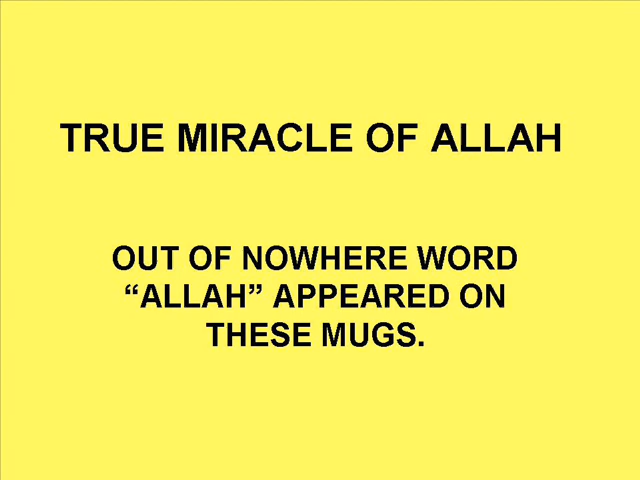 TRUE MIRACLE OF ALLAH
OUT OF NOWHERE WORD
“ALLAH” APPEARED ON
THESE MUGS.